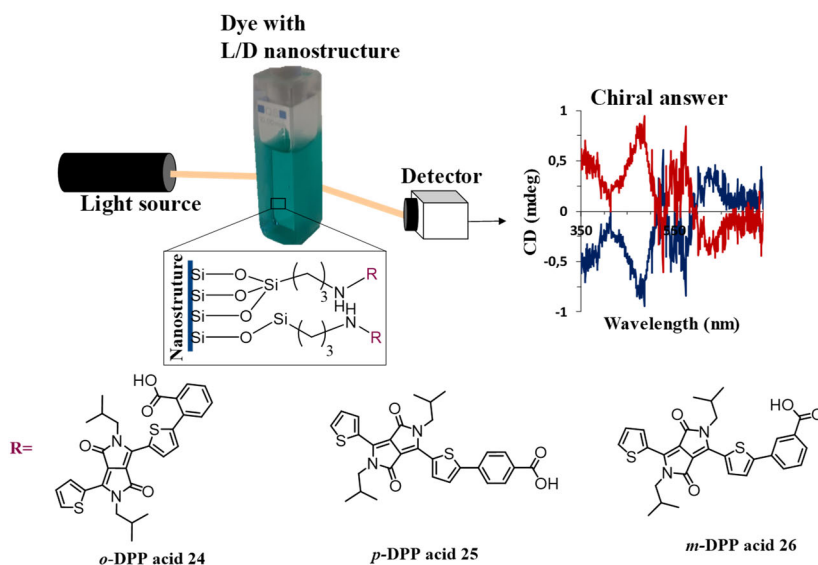 Dye with
L/D nanostructure
Chiral answer
Light source
Detector
CD (mdeg)
1
0,5
0
-0,5
-1
350
550
Wavelength (nm)
Nanostruture
Si O Si ( )3 N H R
Si O
Si O
Si O Si ( )3 H N R
R=
HO O
O N S
S N O
o-DPP acid 24
S O N S
N O O OH
p-DPP acid 25
S O N S
N O O HO
m-DPP acid 26